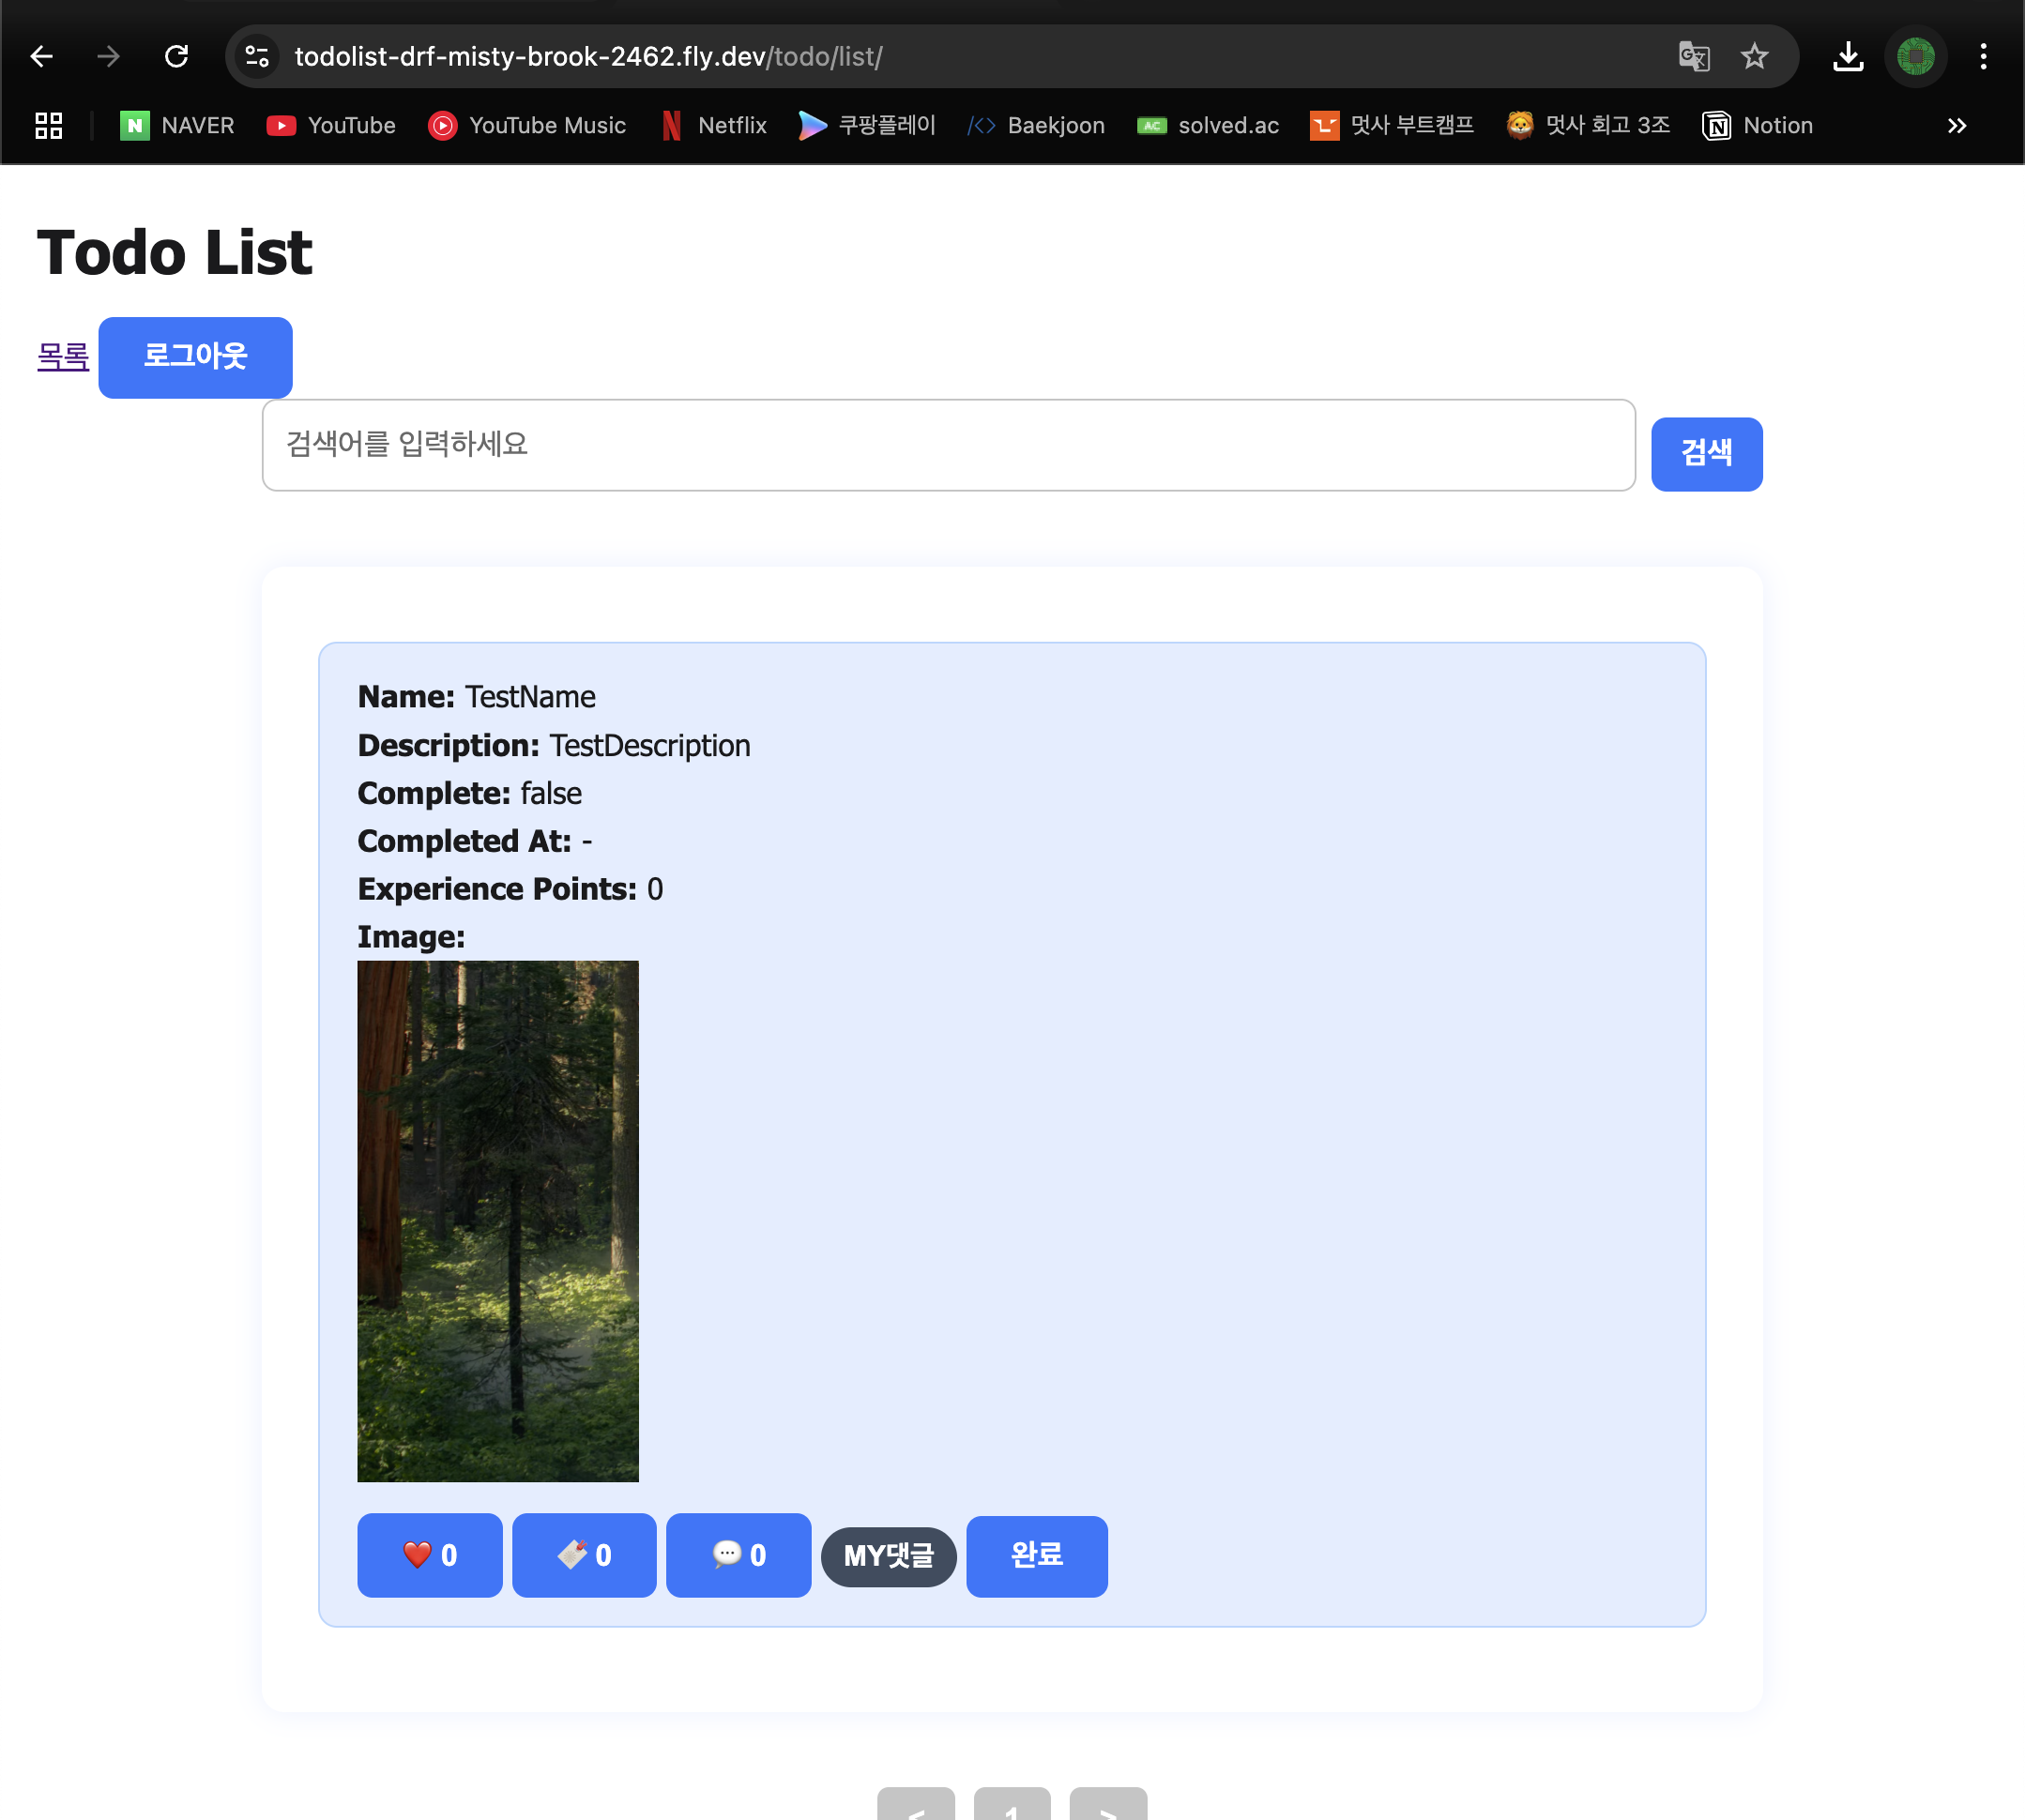 todolist-drf-misty-brook-2462.fly.dev/todo/list/
NAVER YouTube YouTube Music Netflix 쿠팡플레이 Baekjoon solved.ac 멋사 부트캠프 멋사 회고 3조 Notion
Todo List
목록 로그아웃
검색어를 입력하세요 검색
Name: TestName
Description: TestDescription
Complete: false
Completed At: -
Experience Points: 0
Image:
❤️ 0 🔖 0 💬 0 MY댓글 완료
< 1 >